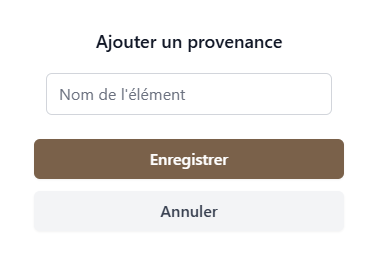 Ajouter un provenance
Nom de l'élément
Enregistrer
Annuler